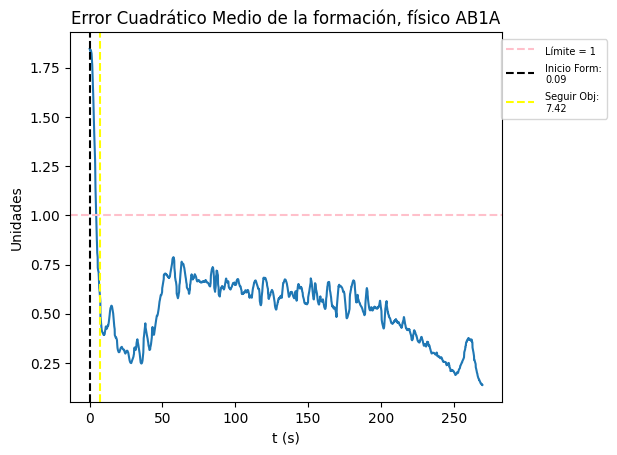 Error Cuadrático Medio de la formación, físico AB1A
Límite = 1
Inicio Form:
0.09
Seguir Obj:
7.42
Unidades
1.75
1.50
1.25
1.00
0.75
0.50
0.25
0 50 100 150 200 250
t (s)